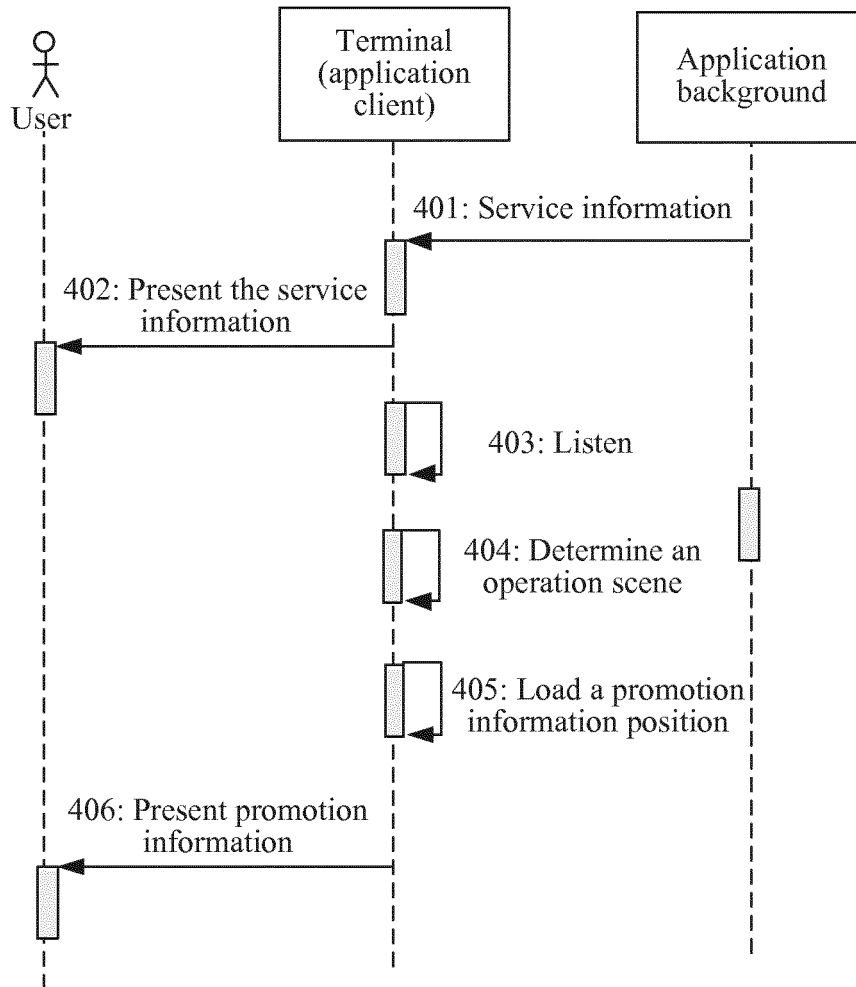 Terminal
(application
client)
Application
background
User
401: Service information
402: Present the service
information
403: Listen
404: Determine an
operation scene
405: Load a promotion
information position
406: Present promotion
information